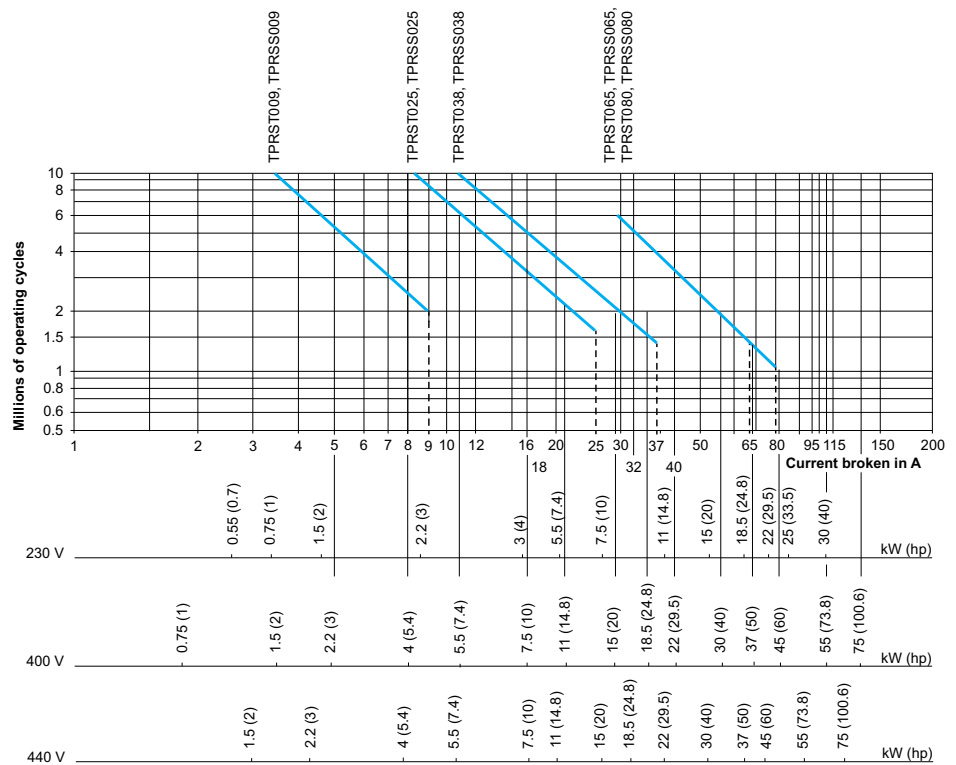 TPRST009, TPRSS009
TPRST025, TPRSS025
TPRST038, TPRSS038
TPRST065, TPRSS065,
TPRST080, TPRSS080
Millions of operating cycles
10
8
6
4
2
1.5
1
0.8
0.6
0.5
1 2 3 4 5 6 7 8 9 10 12 16 20 25 30 37 50 65 80 95 115 150 200
18 32 40
Current broken in A
0.55 (0.7) 0.75 (1) 1.5 (2) 2.2 (3) 3 (4) 5.5 (7.4) 7.5 (10) 11 (14.8) 15 (20) 18.5 (24.8) 22 (29.5) 25 (33.5) 30 (40)
230 V kW (hp)
0.75 (1) 1.5 (2) 2.2 (3) 4 (5.4) 5.5 (7.4) 7.5 (10) 11 (14.8) 15 (20) 18.5 (24.8) 22 (29.5) 30 (40) 37 (50) 45 (60) 55 (73.8) 75 (100.6)
400 V kW (hp)
1.5 (2) 2.2 (3) 4 (5.4) 5.5 (7.4) 7.5 (10) 11 (14.8) 15 (20) 18.5 (24.8) 22 (29.5) 30 (40) 37 (50) 45 (60) 55 (73.8) 75 (100.6)
440 V kW (hp)